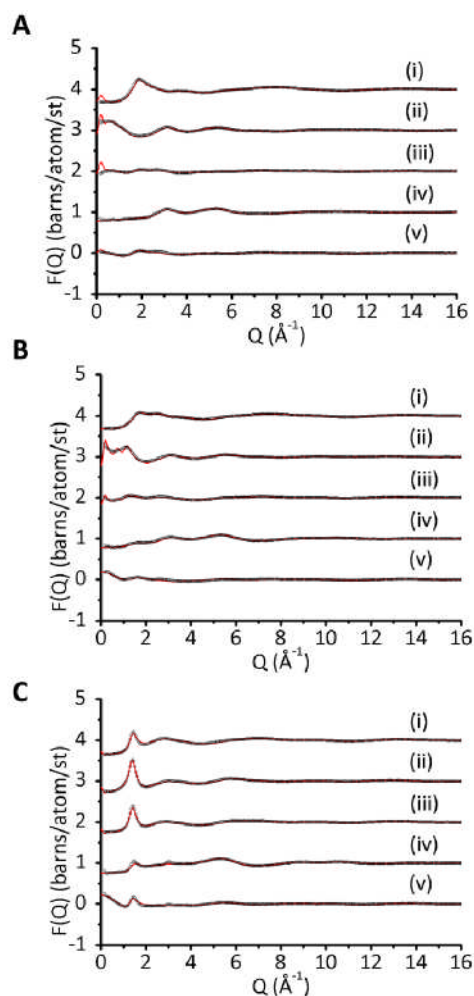 A
5
(i)
4
(ii)
3
(iii)
2
(iv)
1
(v)
0
-1
F(Q) (barns/atom/st)
0 2 4 6 8 10 12 14 16
Q (Å⁻¹)
B
5
(i)
4
(ii)
3
(iii)
2
(iv)
1
(v)
0
-1
F(Q) (barns/atom/st)
0 2 4 6 8 10 12 14 16
Q (Å⁻¹)
C
5
(i)
4
(ii)
3
(iii)
2
(iv)
1
(v)
0
-1
F(Q) (barns/atom/st)
0 2 4 6 8 10 12 14 16
Q (Å⁻¹)